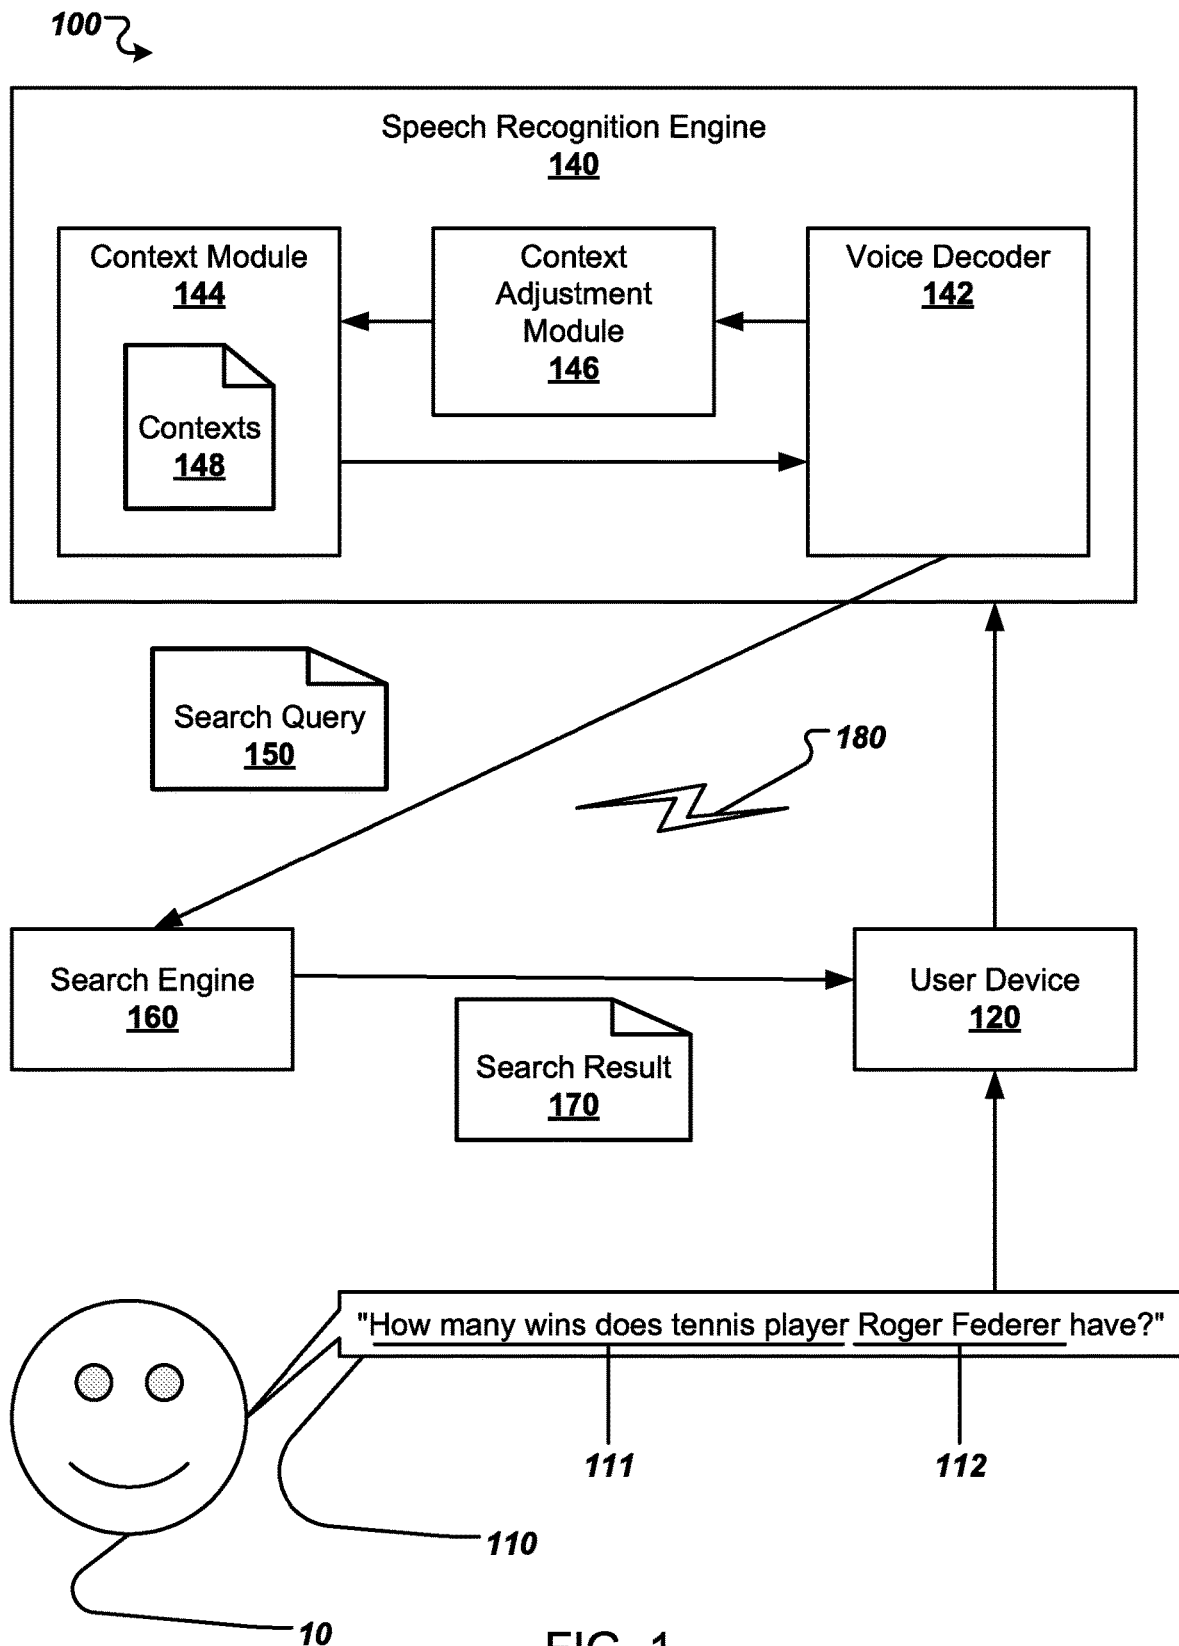 100
Speech Recognition Engine
140
Context Module
144
Contexts
148
Context
Adjustment
Module
146
Voice Decoder
142
Search Query
150
180
Search Engine
160
Search Result
170
User Device
120
"How many wins does tennis player Roger Federer have?"
111
112
110
10
FIG. 1